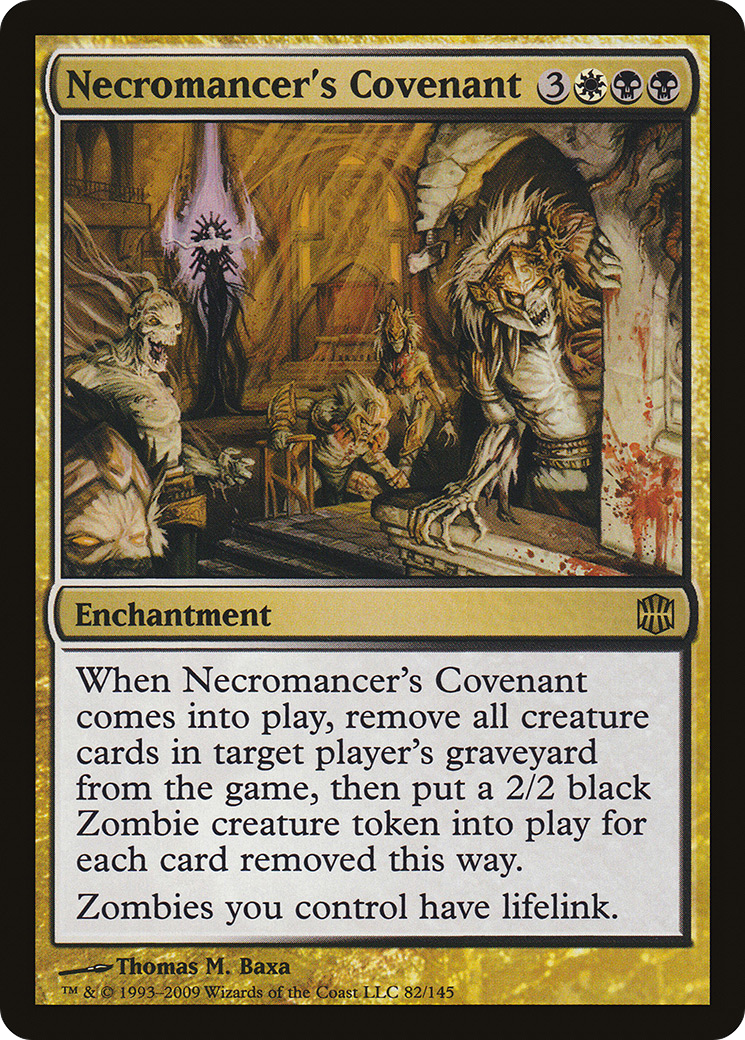 Necromancer's Covenant 3
Enchantment
When Necromancer's Covenant
comes into play, remove all creature
cards in target player's graveyard
from the game, then put a 2/2 black
Zombie creature token into play for
each card removed this way.
Zombies you control have lifelink.
Thomas M. Baxa
™ & © 1993–2009 Wizards of the Coast LLC 82/145